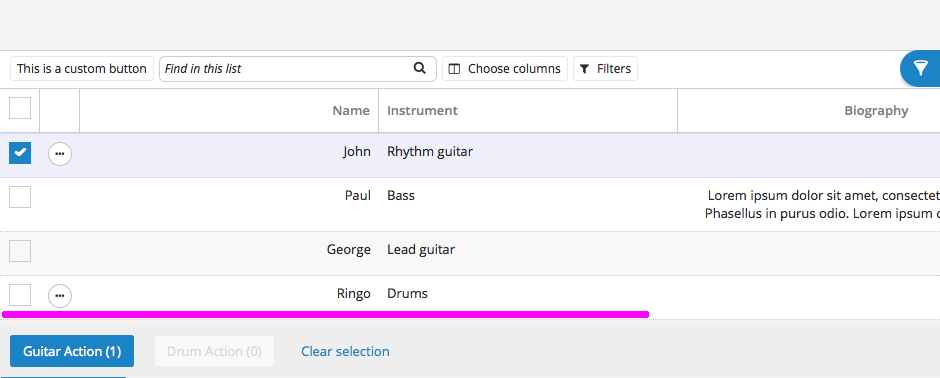 This is a custom button Find in this list Choose columns Filters
Name Instrument Biography
John Rhythm guitar
Paul Bass Lorem ipsum dolor sit amet, consectet
Phasellus in purus odio. Lorem ipsum
George Lead guitar
Ringo Drums
Guitar Action (1) Drum Action (0) Clear selection